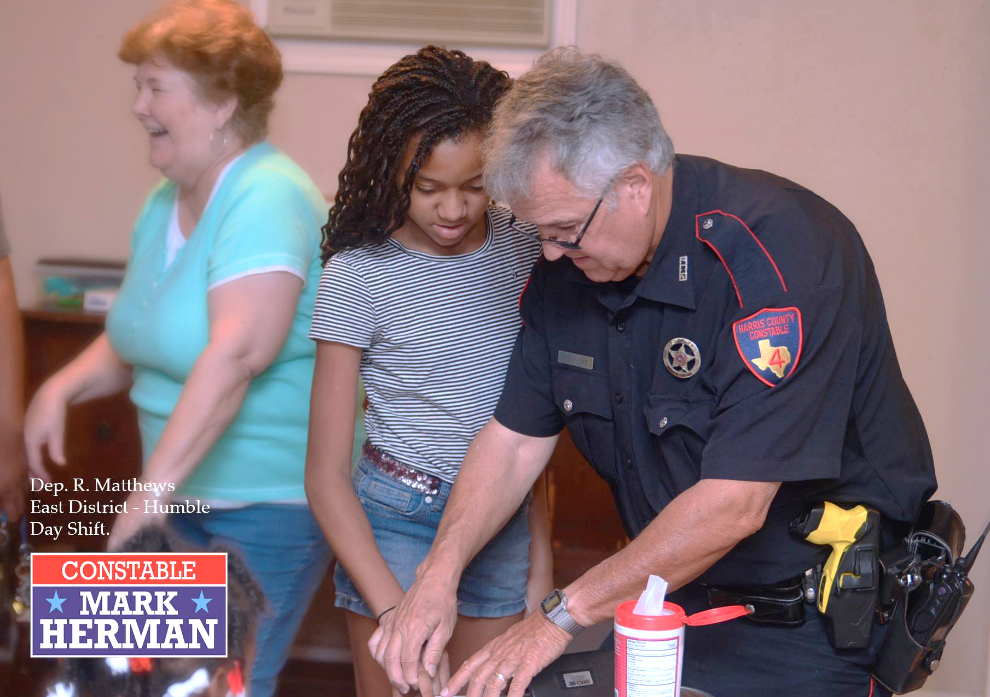 HARRIS COUNTY
CONSTABLE
4
Dep. R. Matthews
East District - Humble
Day Shift.
CONSTABLE
MARK
HERMAN